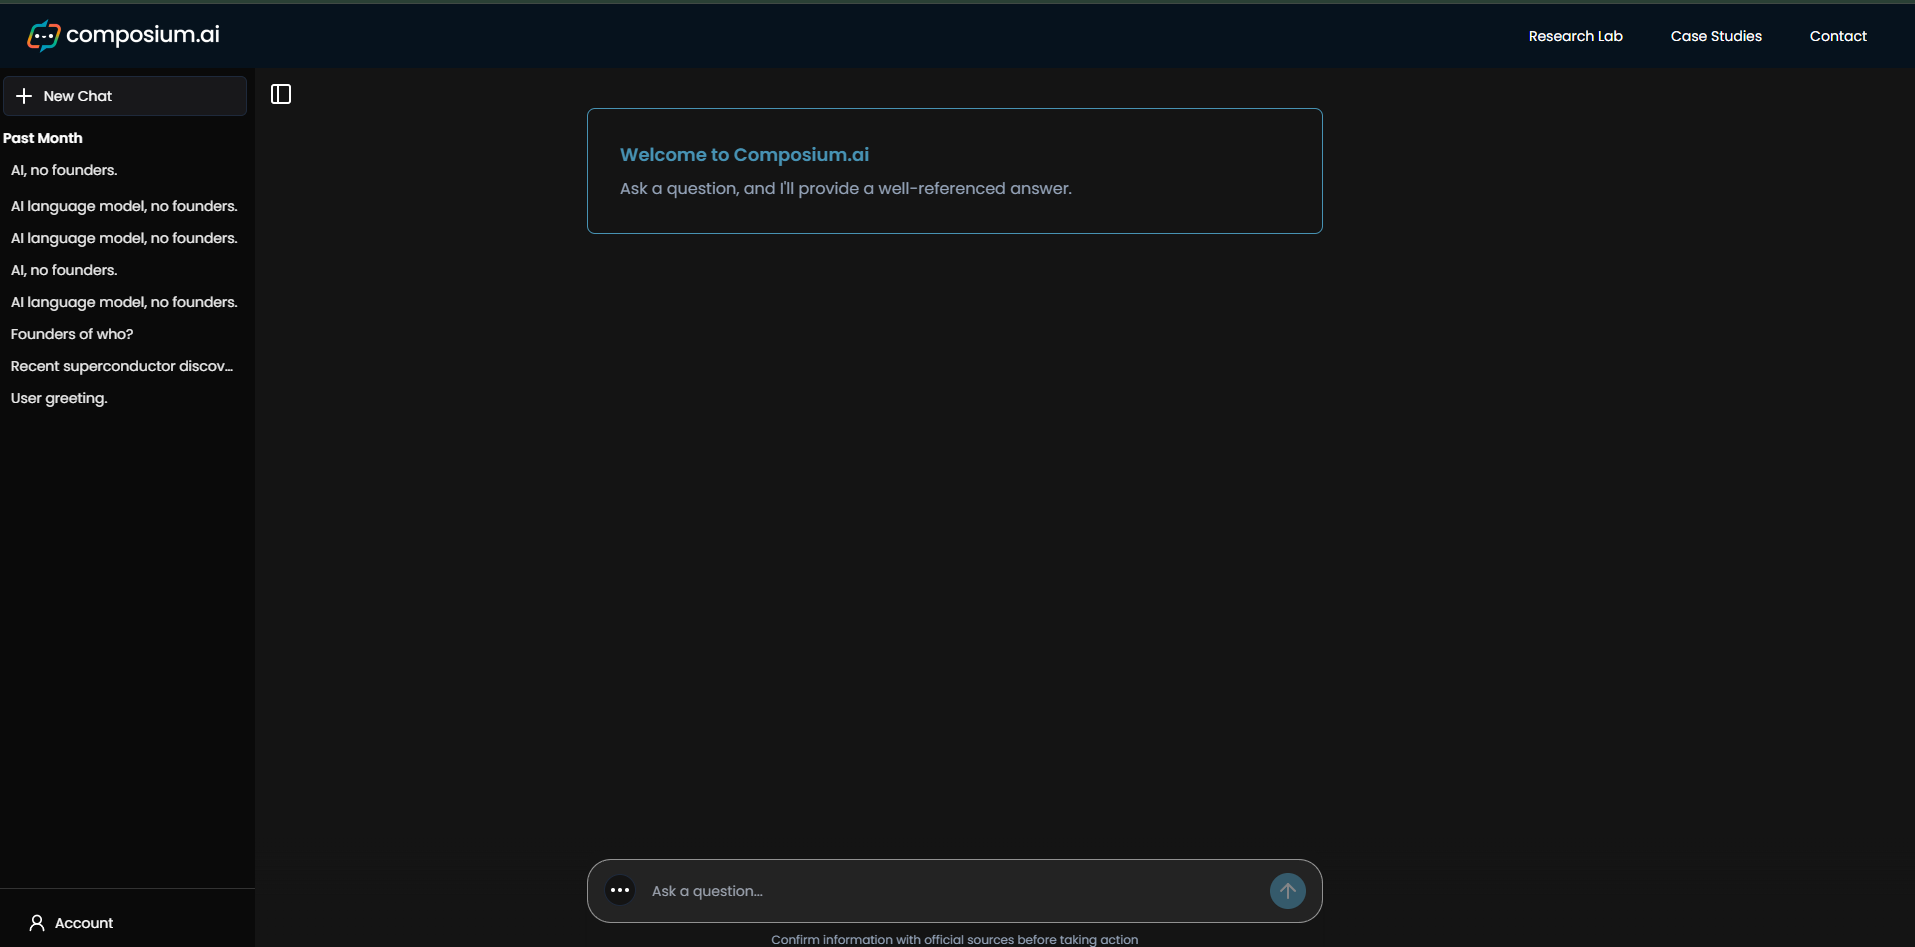 composium.ai
Research Lab
Case Studies
Contact
New Chat
Past Month
AI, no founders.
AI language model, no founders.
AI language model, no founders.
AI, no founders.
AI language model, no founders.
Founders of who?
Recent superconductor discov...
User greeting.
Account
Welcome to Composium.ai
Ask a question, and I'll provide a well-referenced answer.
Ask a question...
Confirm information with official sources before taking action